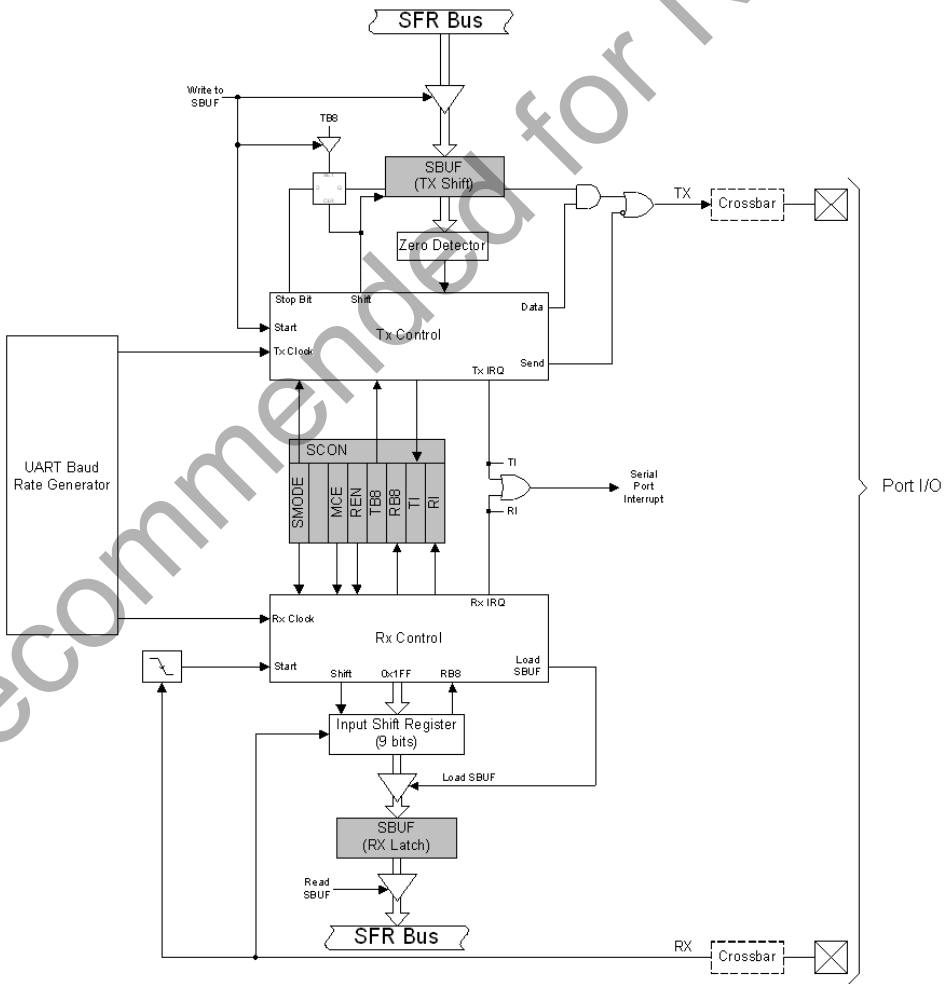 SFR Bus
Write to
SBUF
TB8
SBUF
(TX Shift)
TX
Crossbar
Zero Detector
Stop Bit
Shift
Data
Start
Tx Control
Tx Clock
Send
Tx IRQ
UART Baud
Rate Generator
SCON
SMODE
MCE
REN
TB8
RB8
TI
RI
TI
RI
Serial
Port
Interrupt
Port I/O
Rx IRQ
Rx Clock
Rx Control
Start
Load
SBUF
Shift
0x1FF
RB8
Input Shift Register
(9 bits)
Load SBUF
SBUF
(RX Latch)
Read
SBUF
SFR Bus
RX
Crossbar
ecommended for